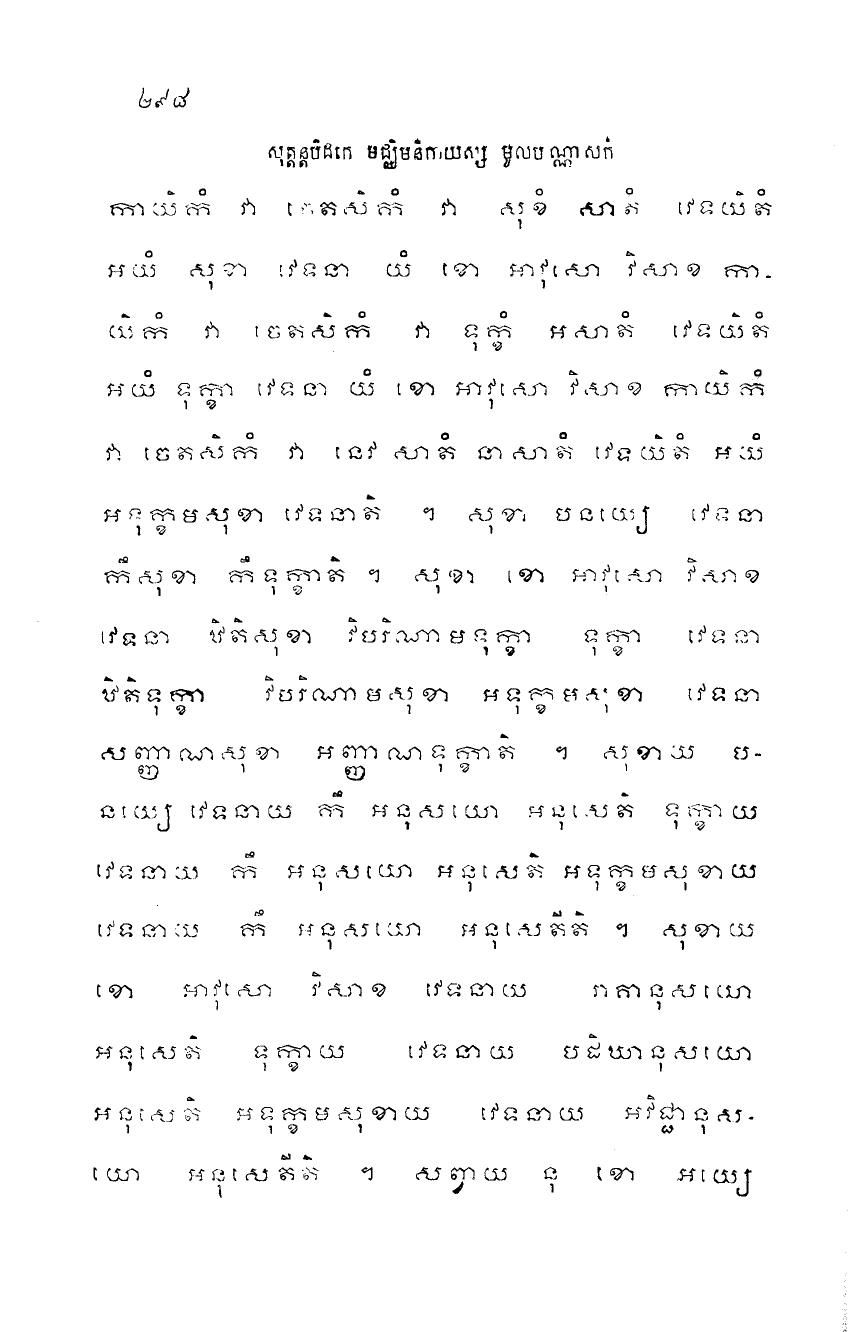 ២៩៨
សុត្តន្តបិដកេ មជ្ឈិមនិកាយស្ស មូលបណ្ណាសកំ
កាយិកំ វា ចេតសិកំ វា សុខំ សាតំ វេទយិតំ
អយំ សុខា វេទនា យំ ខោ អាវុសោ វិសាខ កា-
យិកំ វា ចេតសិកំ វា ទុក្ខំ អសាតំ វេទយិតំ
អយំ ទុក្ខា វេទនា យំ ខោ អាវុសោ វិសាខ កាយិកំ
វា ចេតសិកំ វា នេវ សាតំ នាសាតំ វេទយិតំ អយំ
អទុក្ខមសុខា វេទនាតិ ។ សុខា បនយ្យេ វេទនា
កឹសុខា កឹទុក្ខាតិ ។ សុខា ខោ អាវុសោ វិសាខ
វេទនា ឋិតិសុខា វិបរិណាមទុក្ខា ទុក្ខា វេទនា
ឋិតិទុក្ខា វិបរិណាមសុខា អទុក្ខមសុខា វេទនា
សញ្ញាណសុខា អញ្ញាណទុក្ខាតិ ។ សុខាយ ប-
នយ្យេ វេទនាយ កឹ អនុសយោ អនុសេតិ ទុក្ខាយ
វេទនាយ កឹ អនុសយោ អនុសេតិ អទុក្ខមសុខាយ
វេទនាយ កឹ អនុសយោ អនុសេតីតិ ។ សុខាយ
ខោ អាវុសោ វិសាខ វេទនាយ រាគានុសយោ
អនុសេតិ ទុក្ខាយ វេទនាយ បដិឃានុសយោ
អនុសេតិ អទុក្ខមសុខាយ វេទនាយ អវិជ្ជានុស-
យោ អនុសេតីតិ ។ សព្វាយ នុ ខោ អយ្យេ